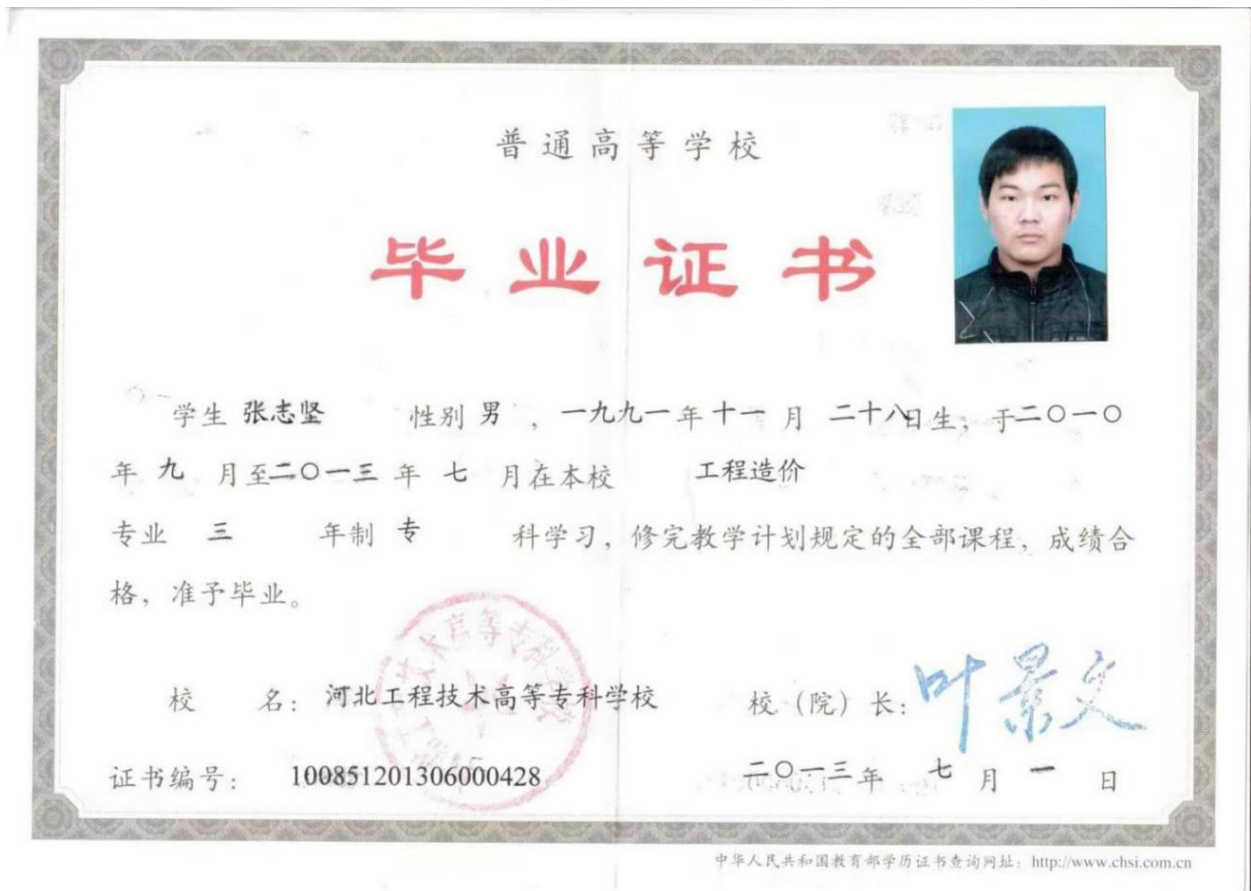 普通高等学校
毕业证书
学生 张志坚 性别 男 ，一九九一年十一月二十八日生，于二〇一〇
年九月至二〇一三年七月在本校 工程造价
专业 三 年制 专 科学习，修完教学计划规定的全部课程，成绩合
格，准予毕业。
校 名：河北工程技术高等专科学校 校（院）长：叶景文
证书编号： 100851201306000428 二〇一三年 七月 一日
中华人民共和国教育部学历证书查询网址：http://www.chsi.com.cn